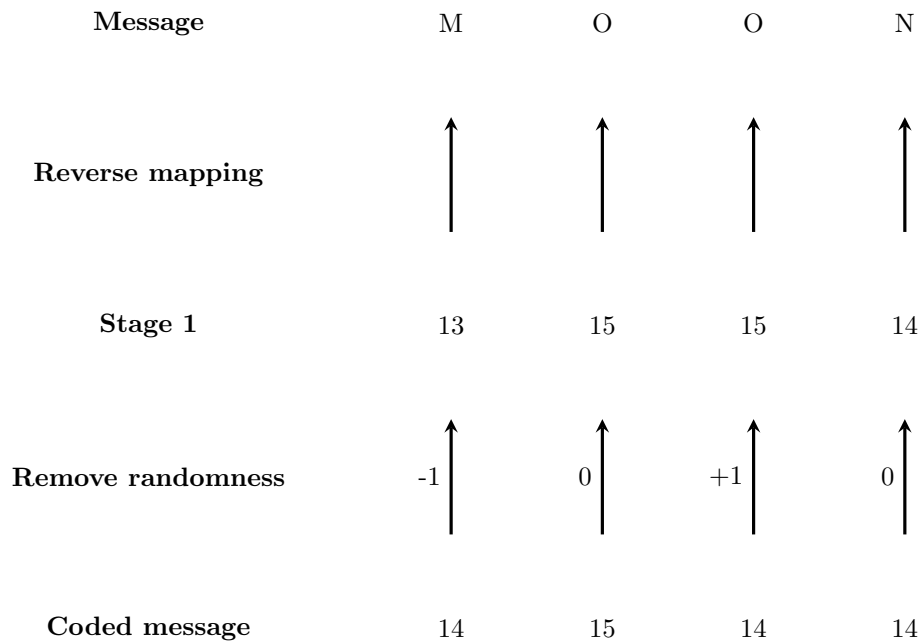 Message M O O N
Reverse mapping
Stage 1 13 15 15 14
Remove randomness -1 0 +1 0
Coded message 14 15 14 14